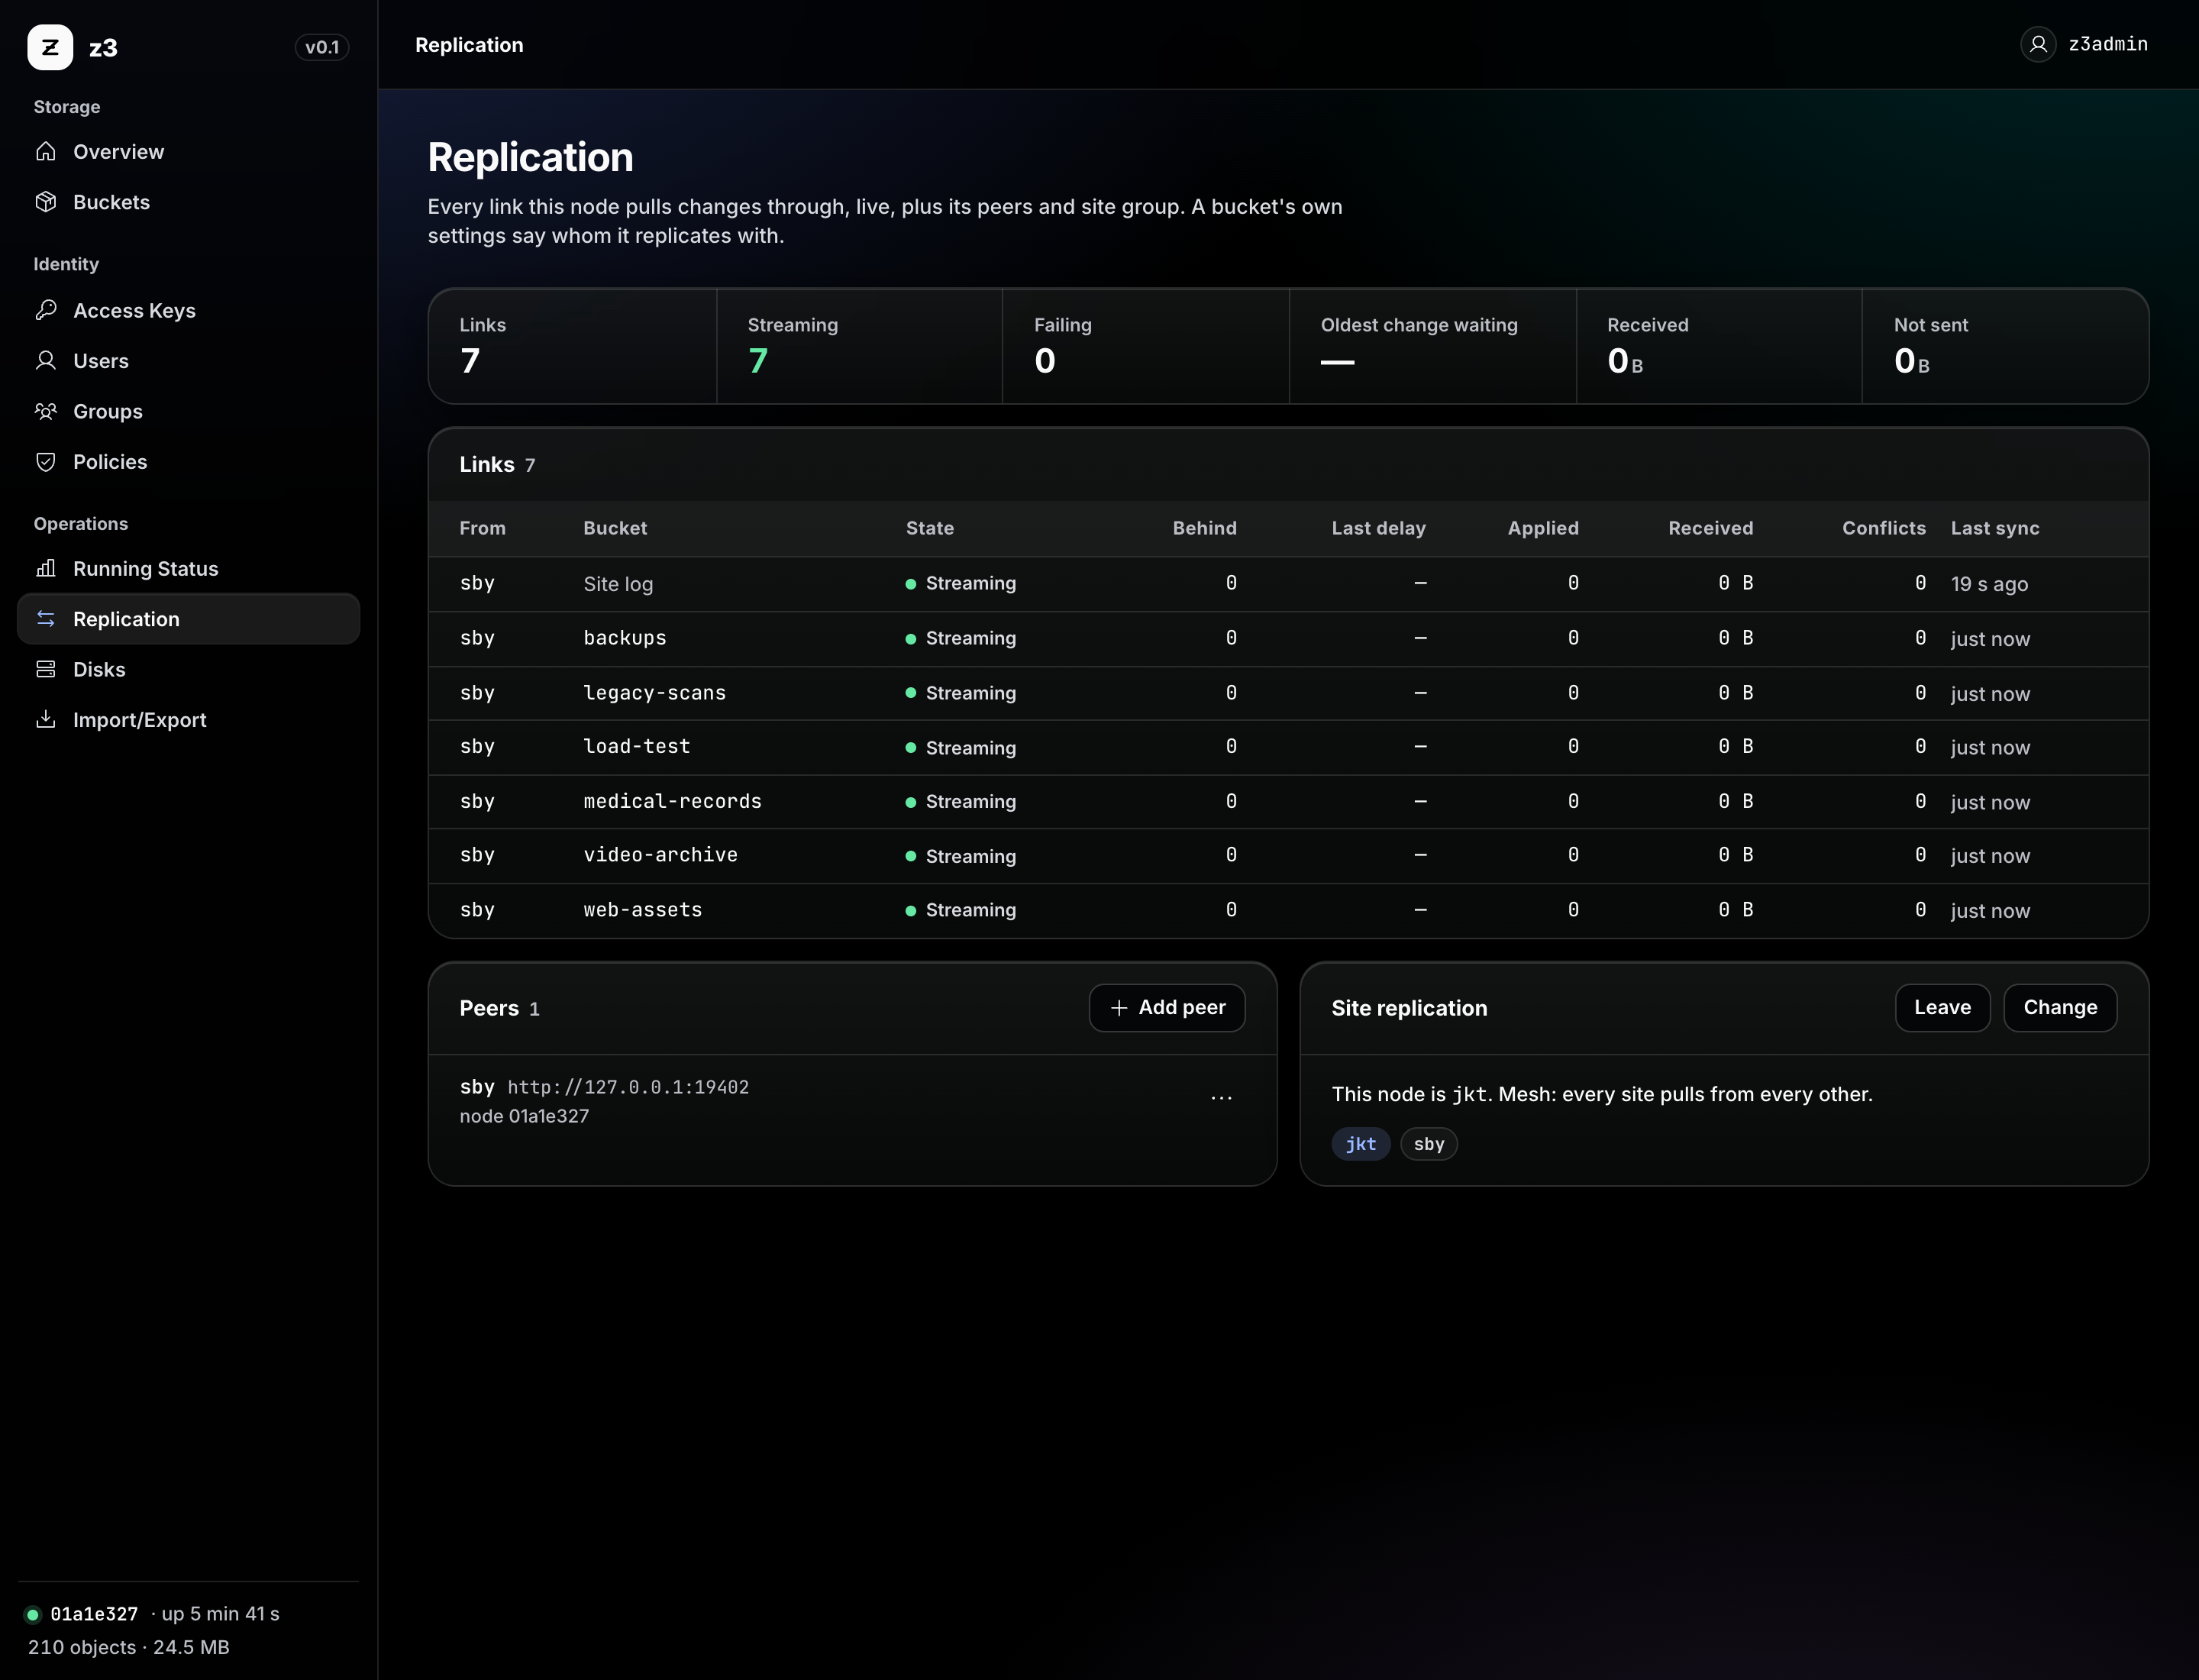 z3
v0.1
Storage
Overview
Buckets
Identity
Access Keys
Users
Groups
Policies
Operations
Running Status
Replication
Disks
Import/Export
01a1e327 · up 5 min 41 s
210 objects · 24.5 MB
Replication
z3admin
Replication
Every link this node pulls changes through, live, plus its peers and site group. A bucket's own
settings say whom it replicates with.
Links Streaming Failing Oldest change waiting Received Not sent
7 7 0 — 0 B 0 B
Links 7
From Bucket State Behind Last delay Applied Received Conflicts Last sync
sby Site log Streaming 0 — 0 0 B 0 19 s ago
sby backups Streaming 0 — 0 0 B 0 just now
sby legacy-scans Streaming 0 — 0 0 B 0 just now
sby load-test Streaming 0 — 0 0 B 0 just now
sby medical-records Streaming 0 — 0 0 B 0 just now
sby video-archive Streaming 0 — 0 0 B 0 just now
sby web-assets Streaming 0 — 0 0 B 0 just now
Peers 1
+ Add peer
sby http://127.0.0.1:19402
node 01a1e327
...
Site replication
Leave
Change
This node is jkt. Mesh: every site pulls from every other.
jkt sby